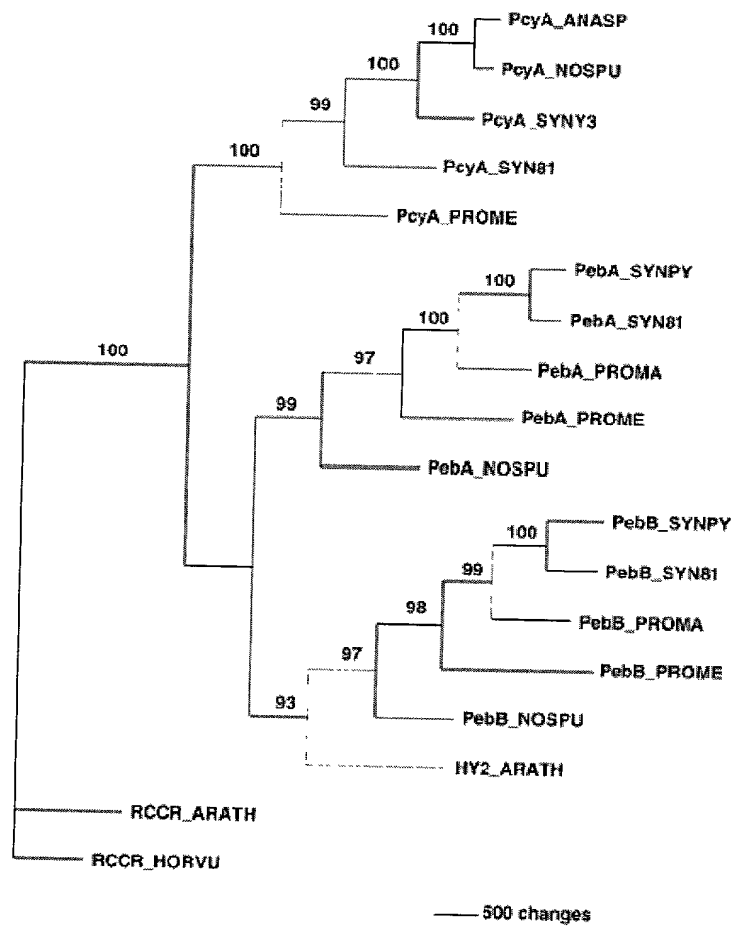 PcyA_ANASP
100
PcyA_NOSPU
100
PcyA_SYNY3
99
PcyA_SYN81
100
PcyA_PROME
PebA_SYNPY
100
PebA_SYN81
100
PebA_PROMA
100
97
PebA_PROME
99
PebA_NOSPU
PebB_SYNPY
100
PebB_SYN81
99
PebB_PROMA
98
PebB_PROME
97
PebB_NOSPU
93
HY2_ARATH
RCCR_ARATH
RCCR_HORVU
500 changes